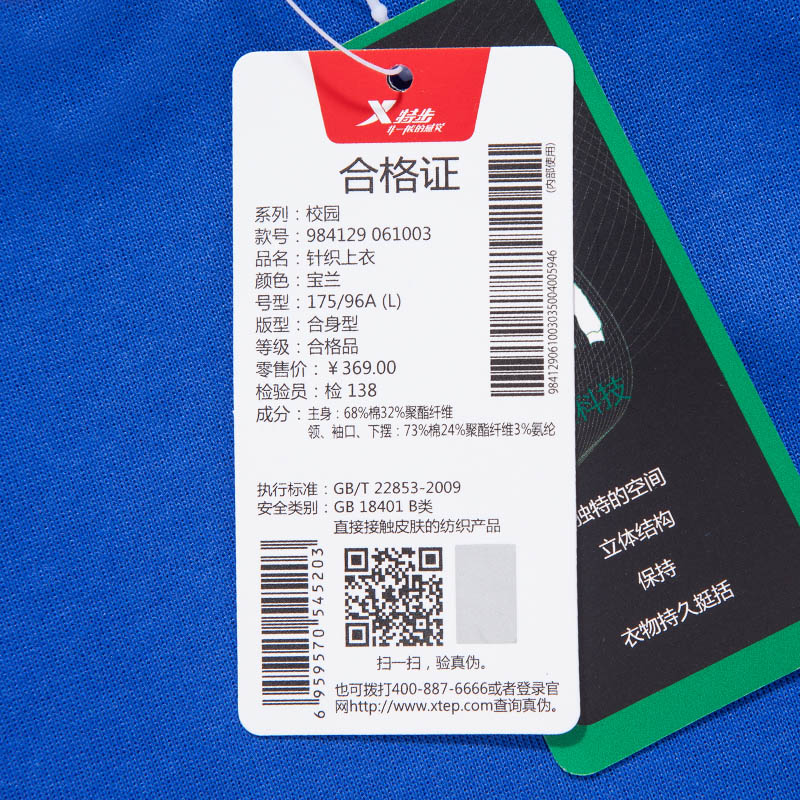 特步
合格证
系列：校园
款号：984129 061003
品名：针织上衣
颜色：宝兰
号型：175/96A (L)
版型：合身型
等级：合格品
零售价：¥369.00
检验员：检 138
成分：主身：68%棉32%聚酯纤维
领、袖口、下摆：73%棉24%聚酯纤维3%氨纶
执行标准：GB/T 22853-2009
安全类别：GB 18401 B类
直接接触皮肤的纺织产品
扫一扫，验真伪。
也可拨打400-887-6666或者登录官
网http://www.xtep.com查询真伪。
6 959570 545203
(内部使用)
98412906100303500400594​6
科技
独特的空间
立体结构
保持
衣物持久挺括